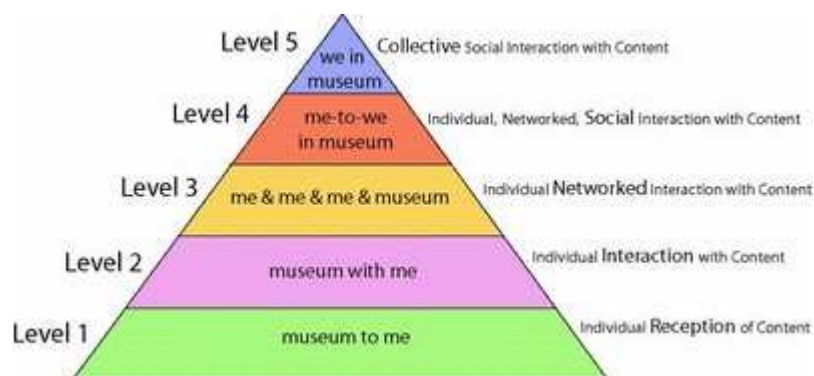 Level 5
we in
museum
Collective Social Interaction with Content
Level 4
me-to-we
in museum
Individual, Networked, Social Interaction with Content
Level 3
me & me & me & museum
Individual Networked Interaction with Content
Level 2
museum with me
Individual Interaction with Content
Level 1
museum to me
Individual Reception of Content